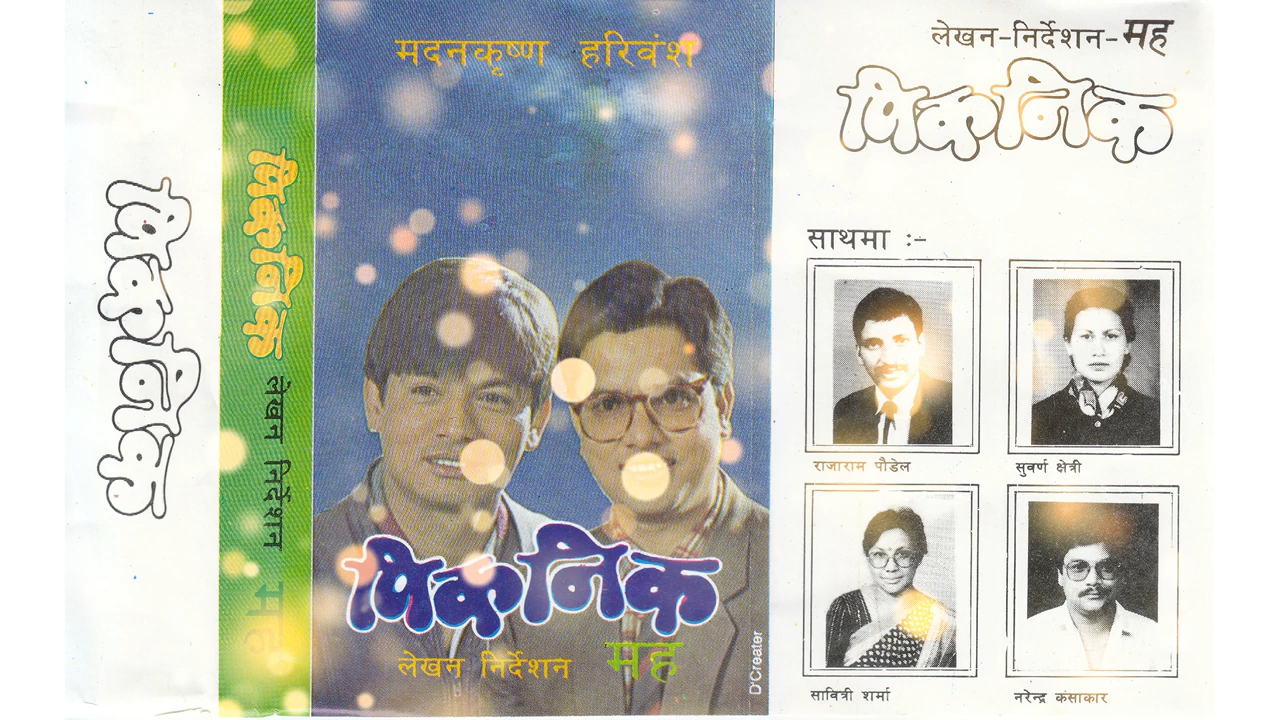 पिकनिक
पिकनिक लेखन निर्देशन मह
मदनकृष्ण हरिवंश
पिकनिक
लेखन निर्देशन मह
D'Creater
लेखन-निर्देशन-मह
पिकनिक
साथमा :-
राजाराम पौडेल
सुवर्ण क्षेत्री
सावित्री शर्मा
नरेन्द्र कंसाकार